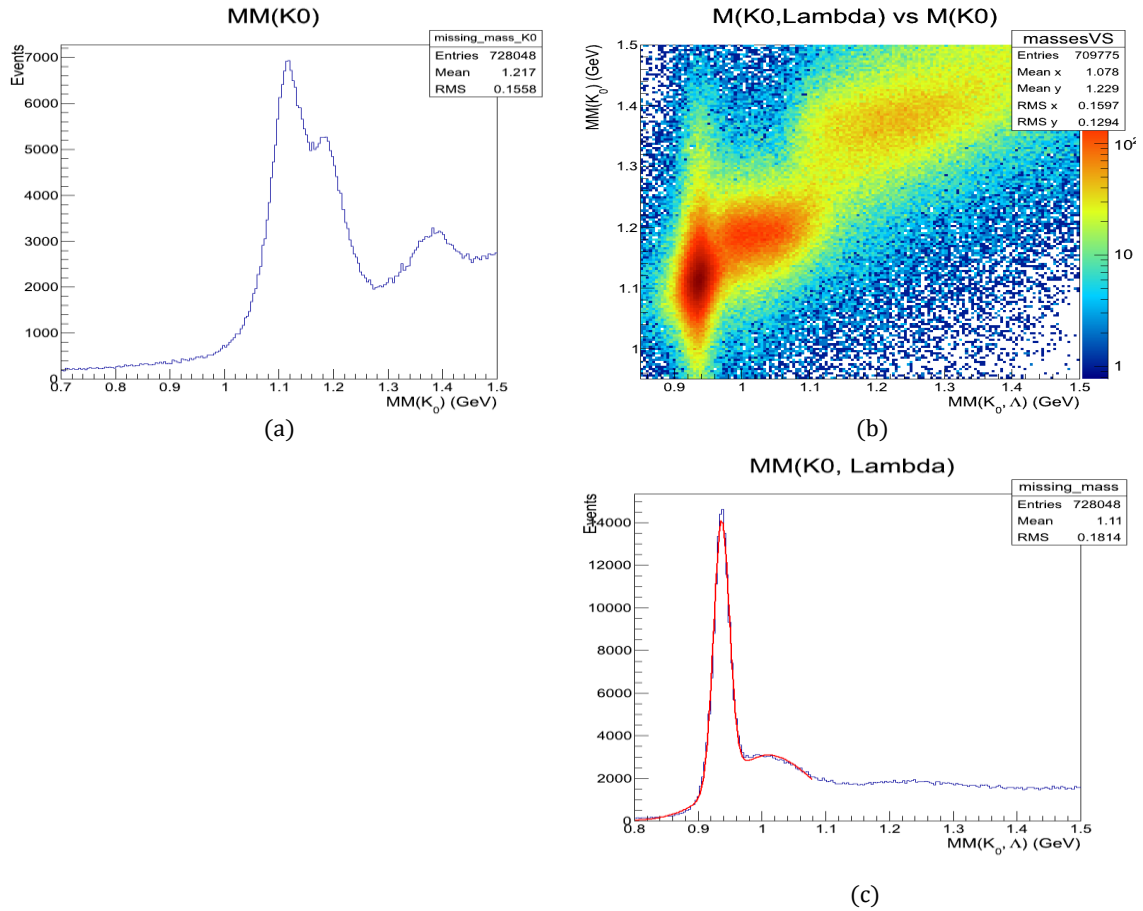 MM(K0)
Events
missing_mass_K0
Entries 728048
Mean 1.217
RMS 0.1558
7000
6000
5000
4000
3000
2000
1000
0
0.7 0.8 0.9 1 1.1 1.2 1.3 1.4 1.5
MM(K0) (GeV)
(a)
M(K0,Lambda) vs M(K0)
MM(K0) (GeV)
massesVS
Entries 709775
Mean x 1.078
Mean y 1.229
RMS x 0.1597
RMS y 0.1294
1.5
1.4
1.3
1.2
1.1
1
10²
10
1
0.9 1 1.1 1.2 1.3 1.4 1.5
MM(K0, Λ) (GeV)
(b)
MM(K0, Lambda)
Events
missing_mass
Entries 728048
Mean 1.11
RMS 0.1814
14000
12000
10000
8000
6000
4000
2000
0
0.8 0.9 1 1.1 1.2 1.3 1.4 1.5
MM(K0, Λ) (GeV)
(c)